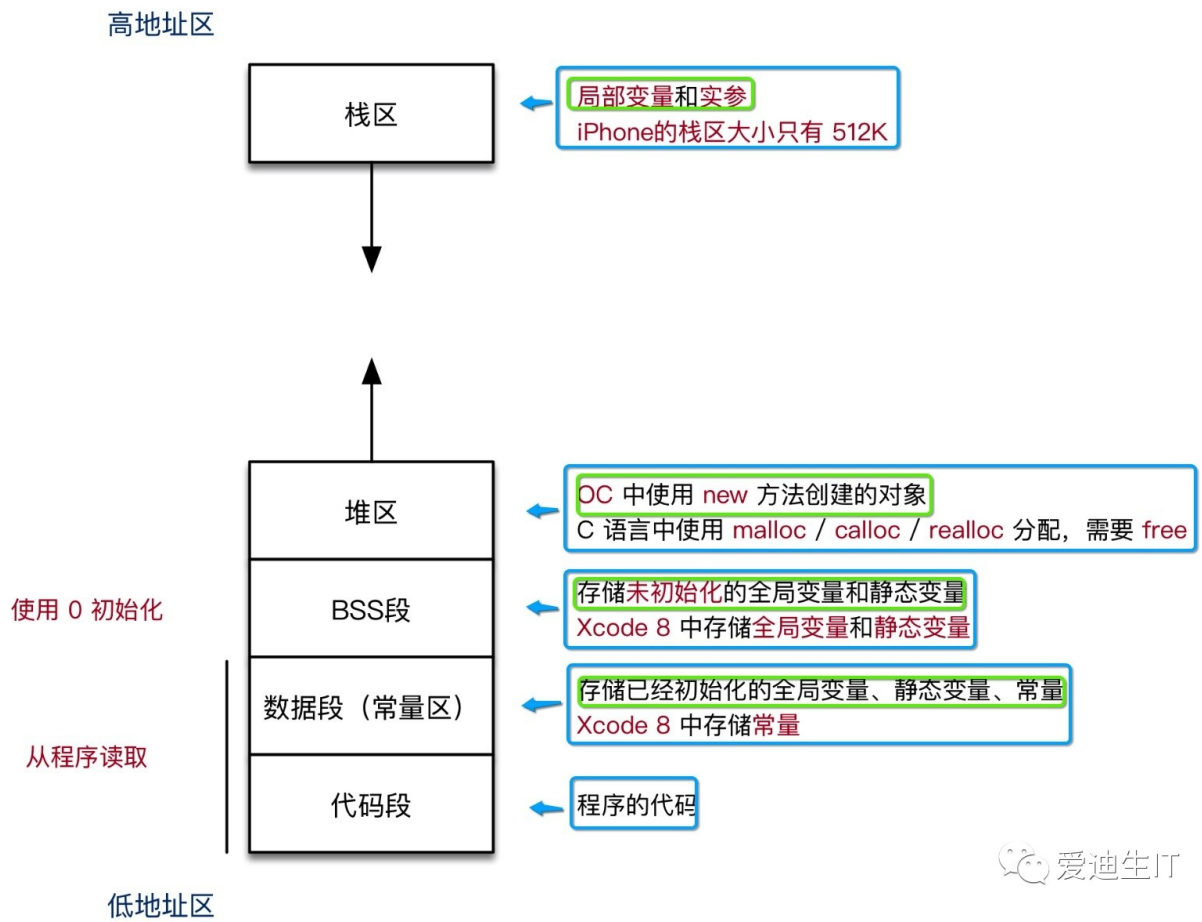 高地址区
栈区
局部变量和实参
iPhone的栈区大小只有 512K
堆区
OC 中使用 new 方法创建的对象
C 语言中使用 malloc / calloc / realloc 分配，需要 free
使用 0 初始化
BSS段
存储未初始化的全局变量和静态变量
Xcode 8 中存储全局变量和静态变量
数据段（常量区）
存储已经初始化的全局变量、静态变量、常量
Xcode 8 中存储常量
从程序读取
代码段
程序的代码
爱迪生IT
低地址区